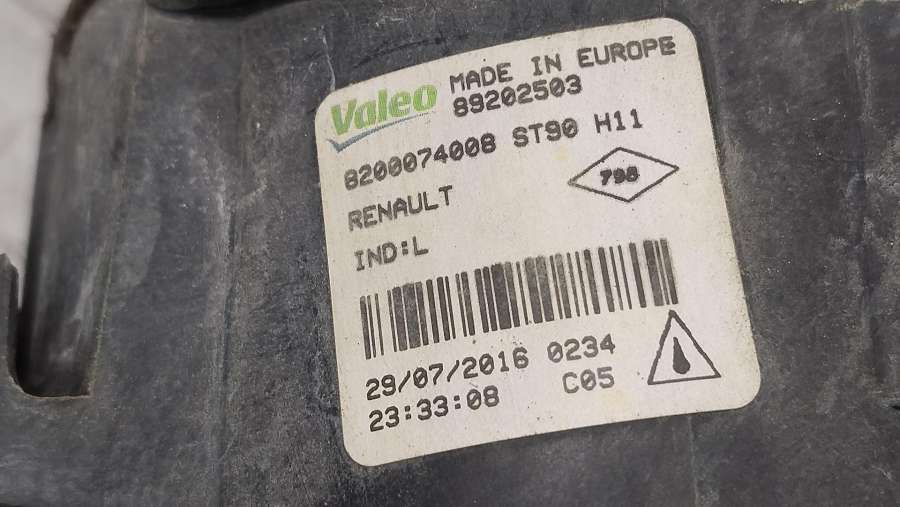 Valeo MADE IN EUROPE
89202503
8200074008 ST90 H11
798
RENAULT
IND:L
29/07/2016 0234
23:33:08 C05